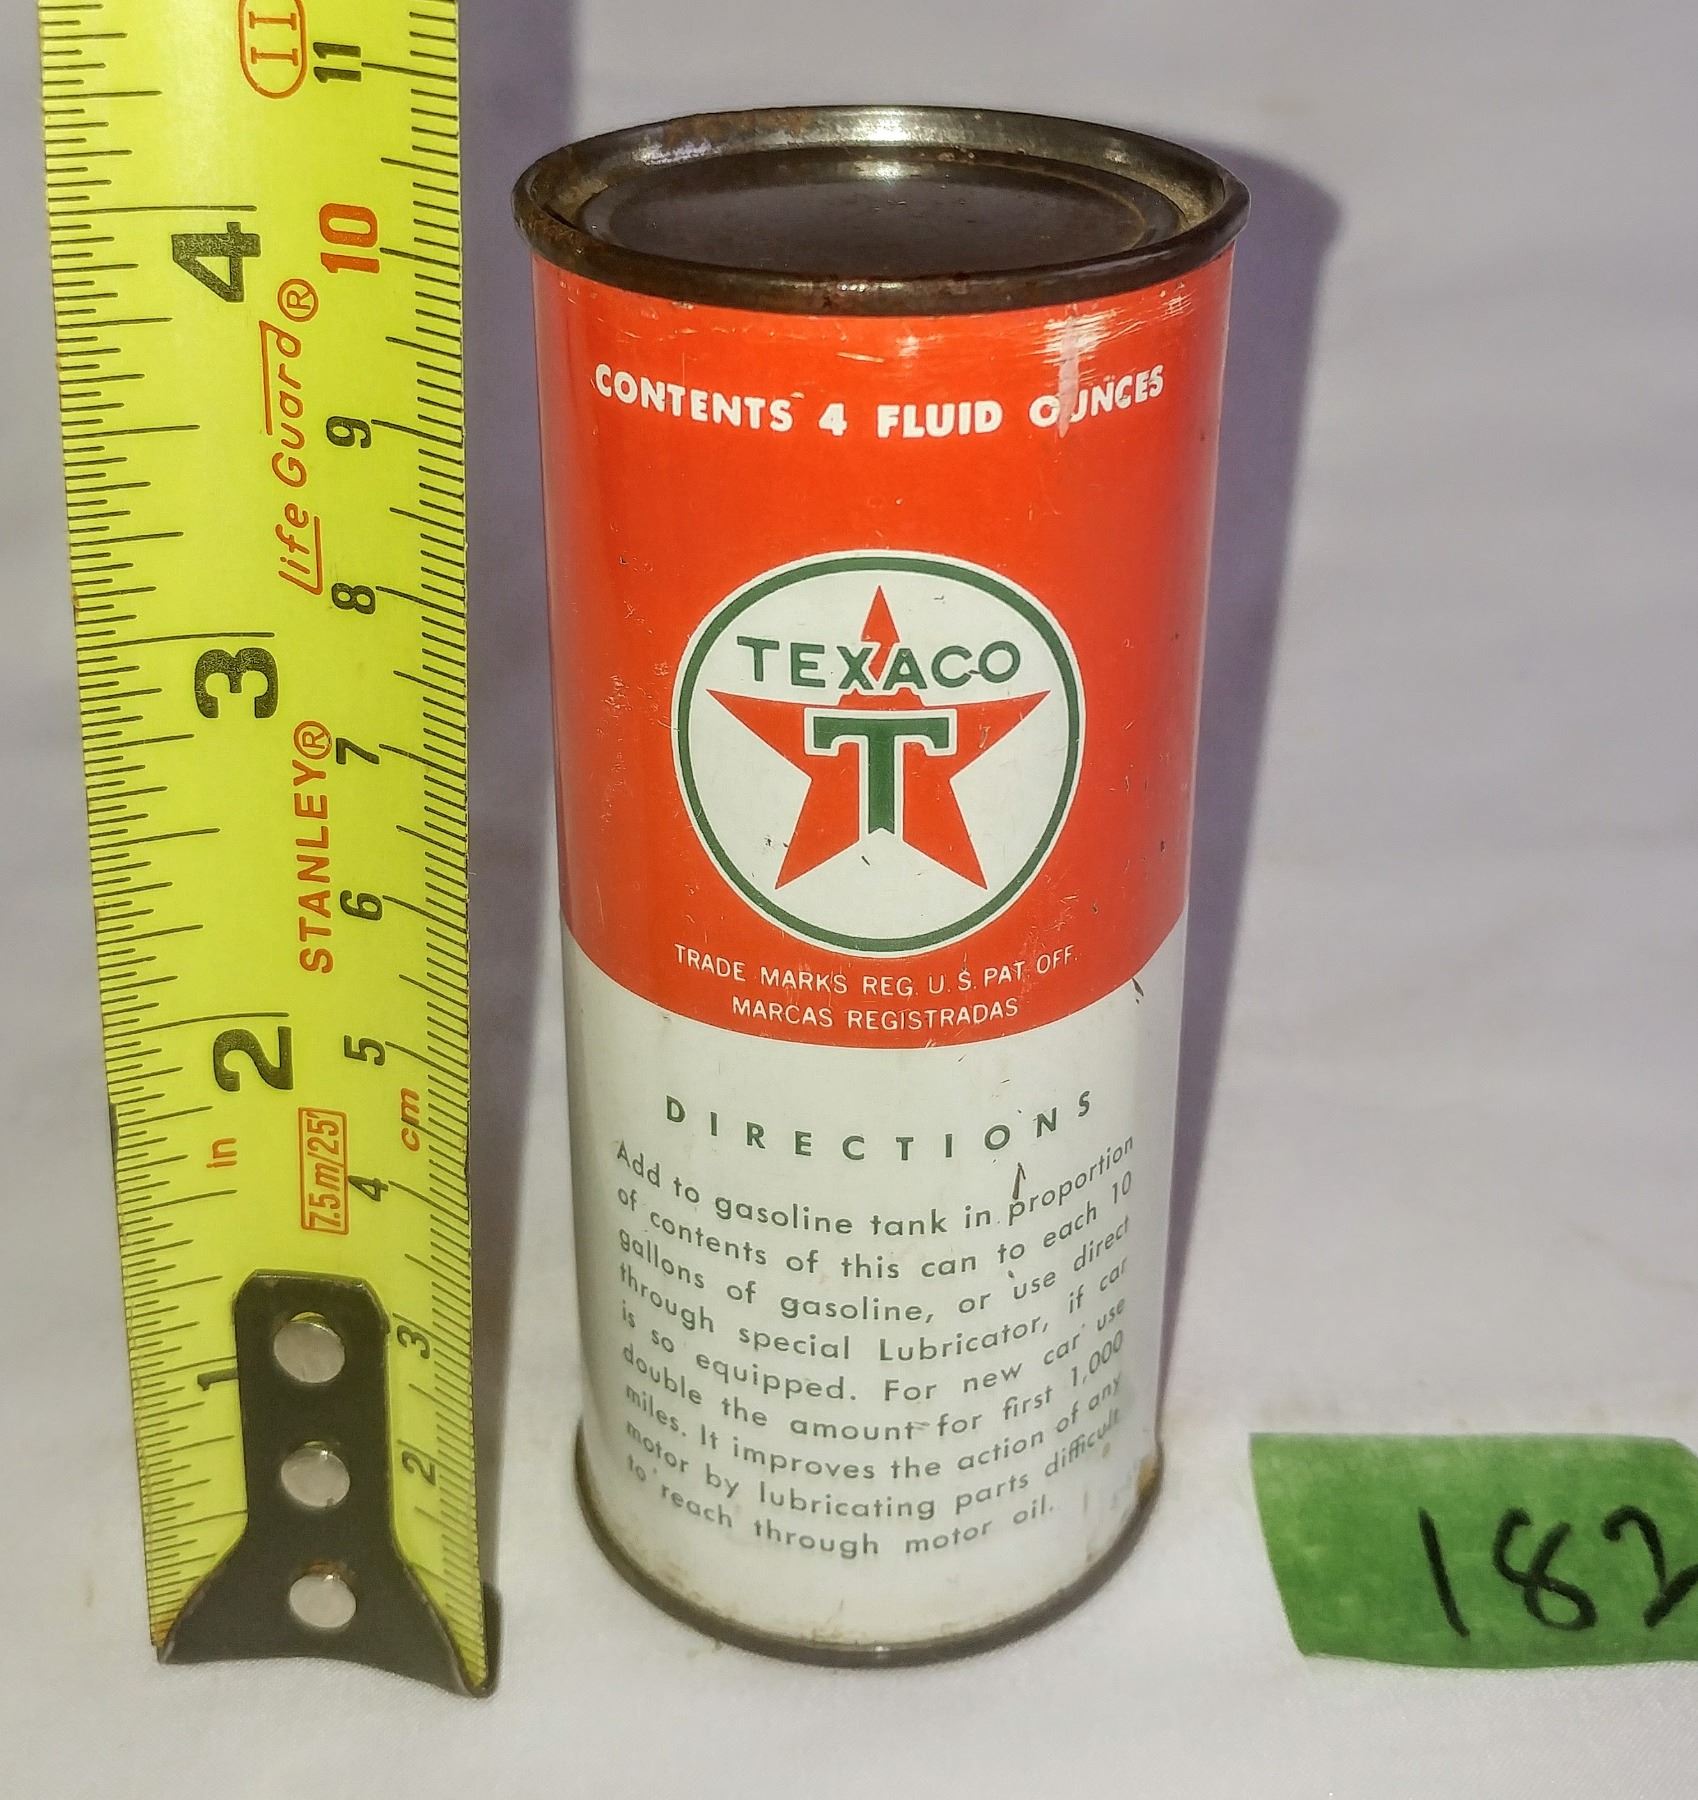 11
11
10
4
Life Guard®
9
8
3
STANLEY®
7
6
2
5
in
7.5m/25'
cm
4
3
1
2
CONTENTS 4 FLUID OUNCES
TEXACO
T
TRADE MARKS REG. U.S. PAT. OFF.
MARCAS REGISTRADAS
DIRECTIONS
Add to gasoline tank in proportion
of contents of this can to each 10
gallons of gasoline, or use direct
through special Lubricator, if car
is so equipped. For new car use
double the amount for first 1,000
miles. It improves the action of any
motor by lubricating parts difficult
to reach through motor oil.
182